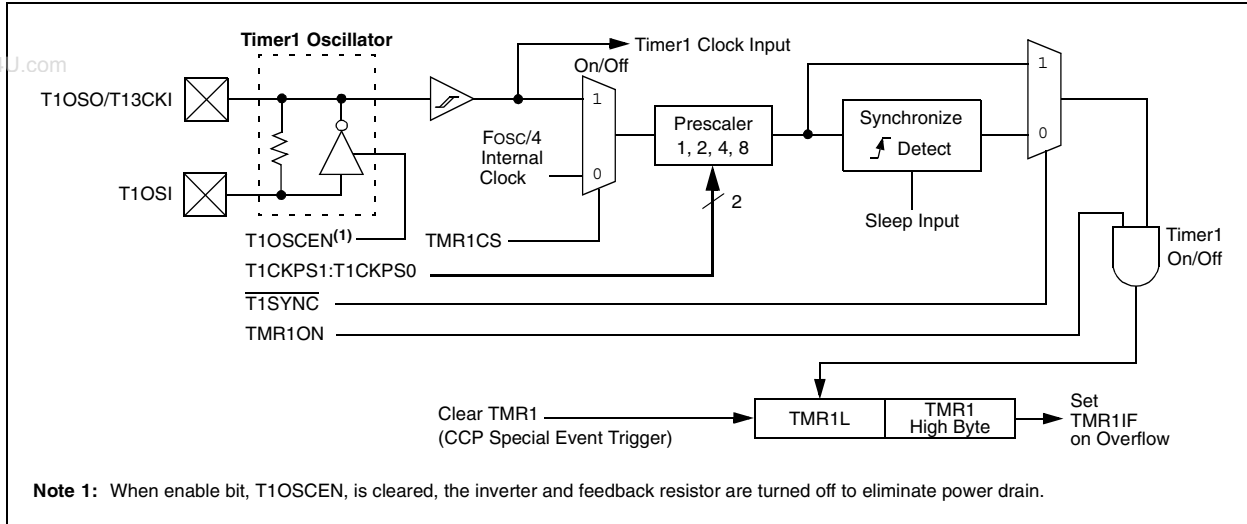 Timer1 Oscillator
4U.com
T1OSO/T13CKI
T1OSI
T1OSCEN(1)
Timer1 Clock Input
On/Off
1
0
FOSC/4
Internal
Clock
TMR1CS
Prescaler
1, 2, 4, 8
2
Synchronize
Detect
Sleep Input
1
0
T1CKPS1:T1CKPS0
T1SYNC
TMR1ON
Timer1
On/Off
Clear TMR1
(CCP Special Event Trigger)
TMR1L
TMR1
High Byte
Set
TMR1IF
on Overflow
Note 1: When enable bit, T1OSCEN, is cleared, the inverter and feedback resistor are turned off to eliminate power drain.